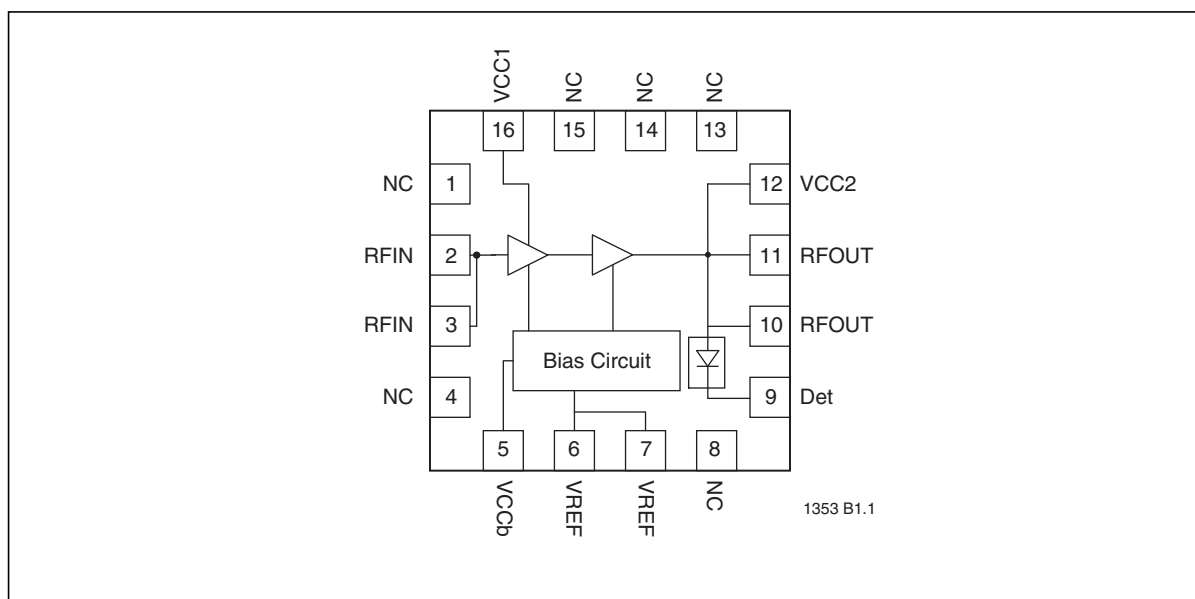 VCC1 NC NC NC
16 15 14 13
NC 1 12 VCC2
RFIN 2 11 RFOUT
RFIN 3 10 RFOUT
Bias Circuit
NC 4 9 Det
5 6 7 8
VCCb VREF VREF NC
1353 B1.1